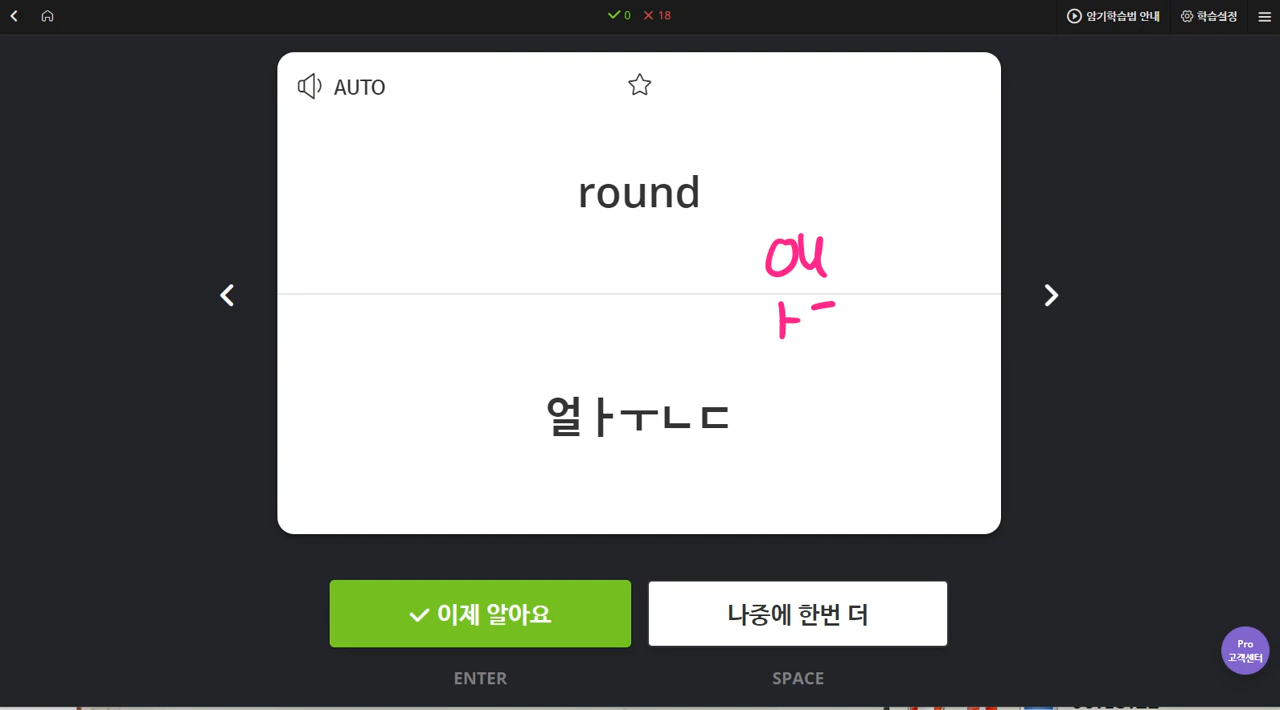 0 18 암기학습법 안내 학습설정
AUTO
round
ou
ㅏ
얼ㅏㅜㄴㄷ
이제 알아요 나중에 한번 더
ENTER SPACE
Pro
고객센터